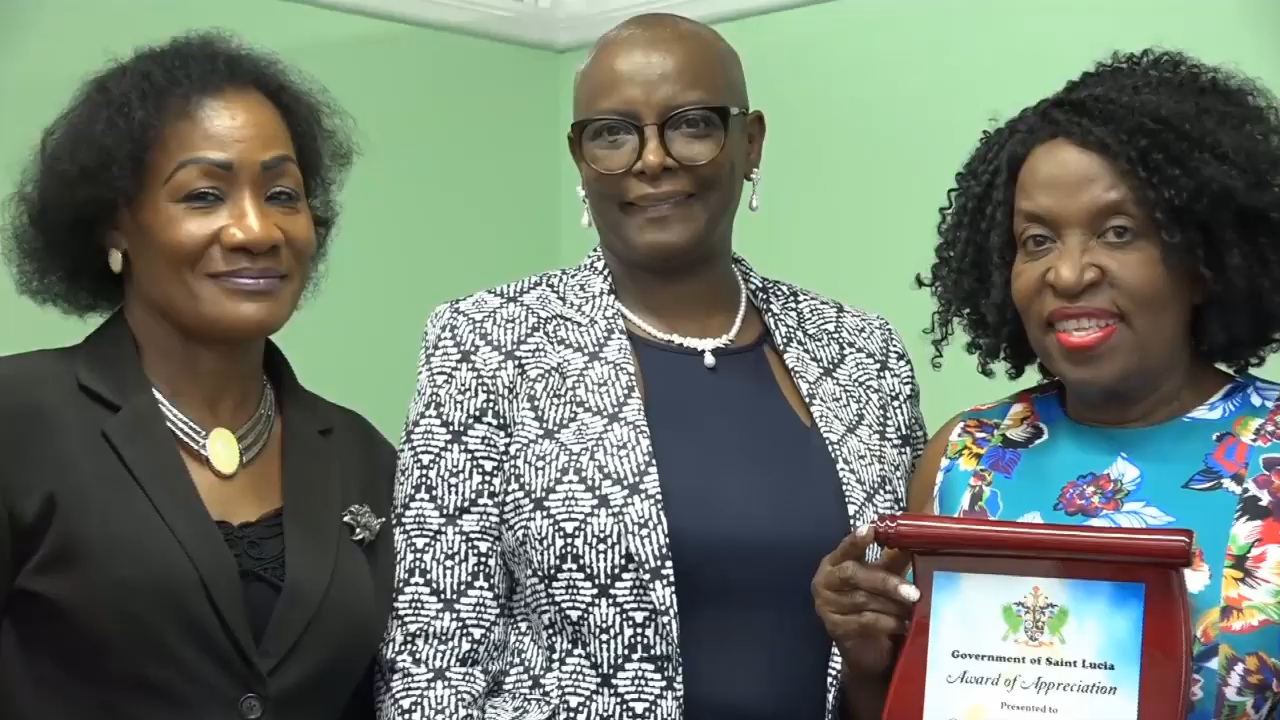 Government of Saint Lucia
Award of Appreciation
Presented to